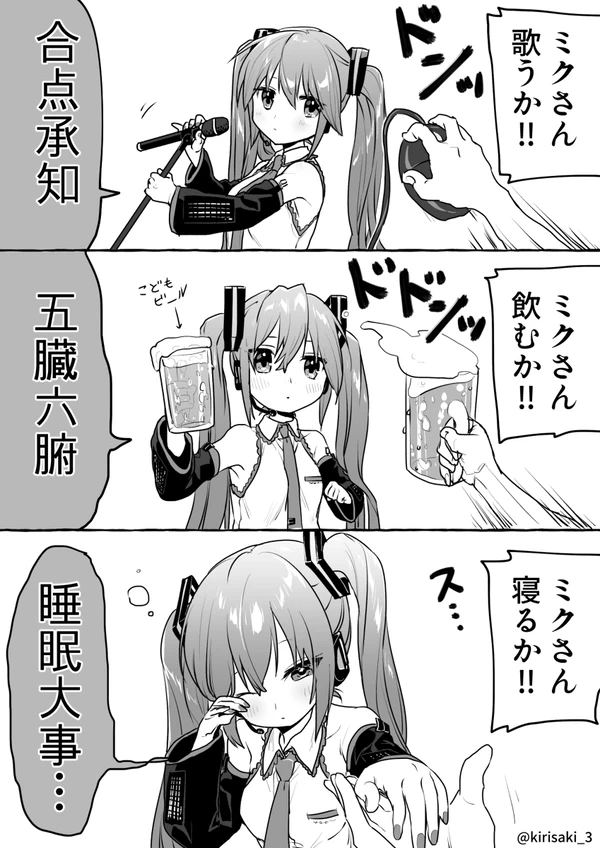 ミクさん
歌うか!!
ドンッ
合点承知
ミクさん
飲むか!!
ドドンッ
こども
ビール
五臓六腑
ミクさん
寝るか!!
ス…
睡眠大事…
@kirisaki_3